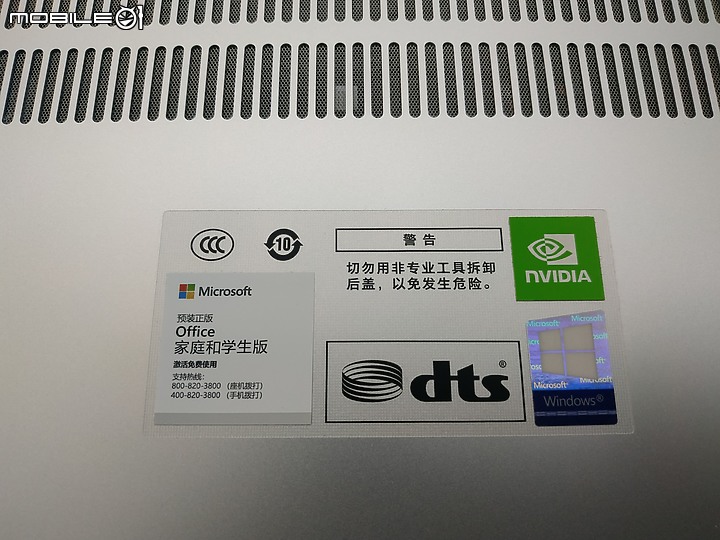 MOBILE01
CCC
10
警告
切勿用非专业工具拆卸
后盖，以免发生危险。
NVIDIA
Microsoft
预装正版
Office
家庭和学生版
激活免费使用
支持热线：
800-820-3800（座机拨打）
400-820-3800（手机拨打）
dts®
Microsoft
Microsoft
Microsoft
Microsoft
Windows®